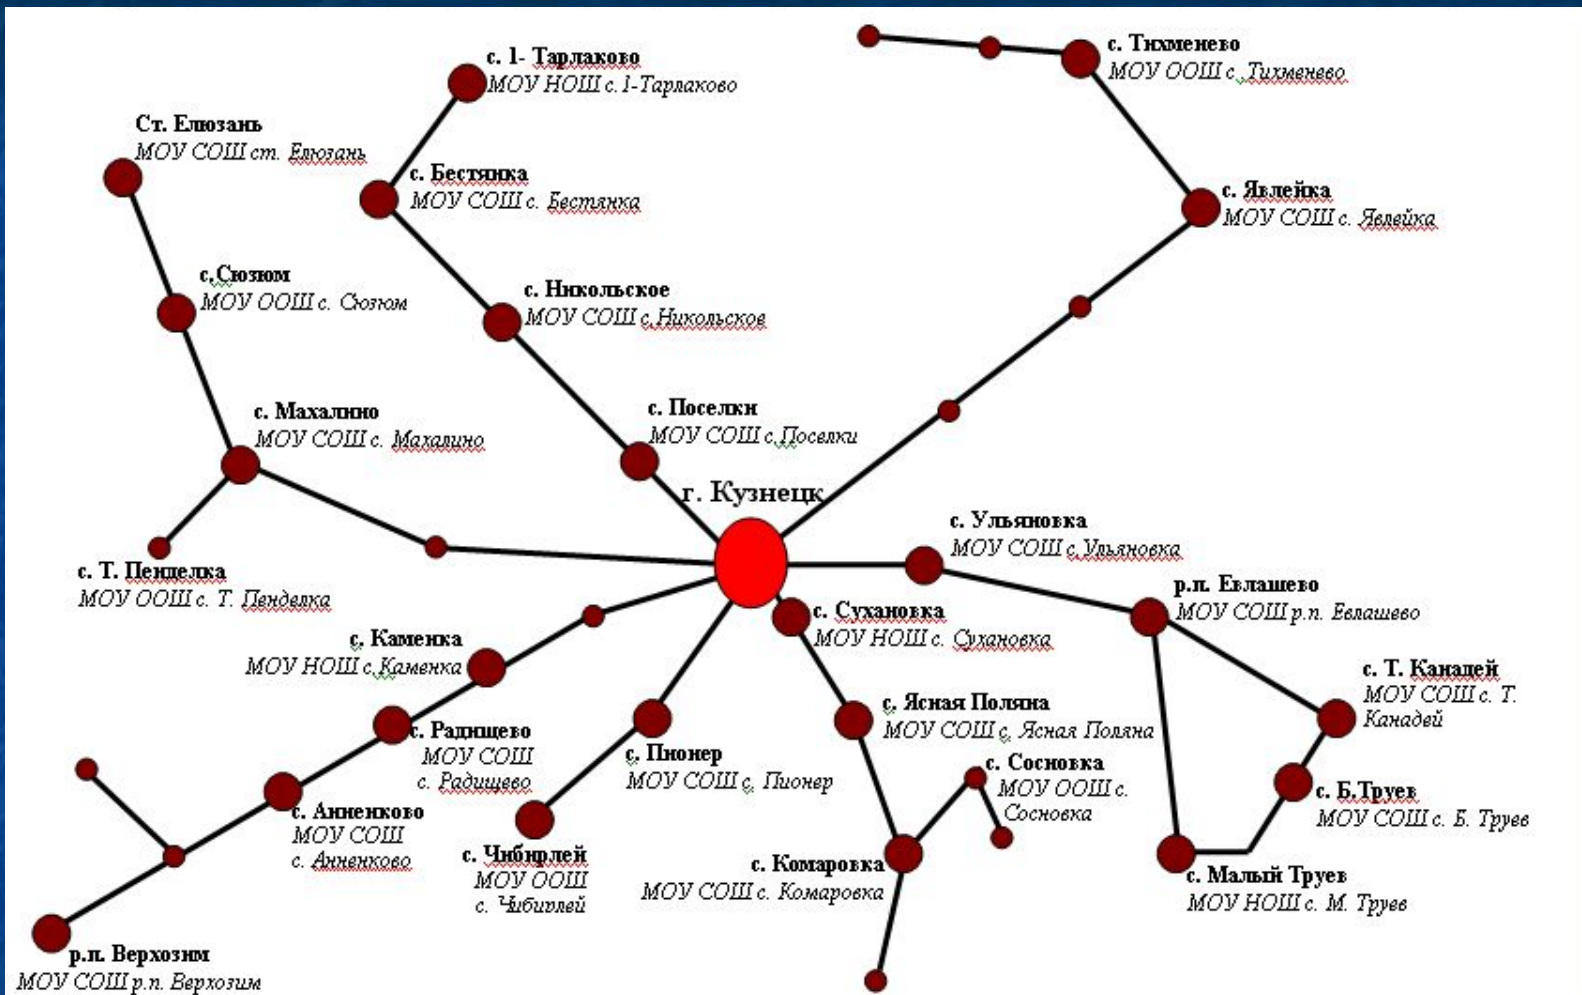 с. 1- Тарлаково
МОУ НОШ с. 1-Тарлаково
с. Тихменево
МОУ ООШ с. Тихменево
Ст. Елюзань
МОУ СОШ ст. Елюзань
с. Бестянка
МОУ СОШ с. Бестянка
с. Явлейка
МОУ СОШ с. Явлейка
с.Сюзюм
МОУ ООШ с. Сюзюм
с. Никольское
МОУ СОШ с.Никольское
с. Махалино
МОУ СОШ с. Махалино
с. Поселки
МОУ СОШ с.Поселки
г. Кузнецк
с. Ульяновка
МОУ СОШ с.Ульяновка
с. Т. Пенделка
МОУ ООШ с. Т. Пенделка
р.п. Евлашево
МОУ СОШ р.п. Евлашево
с. Сухановка
МОУ НОШ с. Сухановка
с. Каменка
МОУ НОШ с.Каменка
с. Т. Канадей
МОУ СОШ с. Т.
Канадей
с. Ясная Поляна
МОУ СОШ с. Ясная Поляна
с. Радищево
МОУ СОШ
с. Радищево
с. Пионер
МОУ СОШ с. Пионер
с. Сосновка
МОУ ООШ с.
Сосновка
с. Б.Труев
МОУ СОШ с. Б. Труев
с. Анненково
МОУ СОШ
с. Анненково
с. Чибирлей
МОУ ООШ
с. Чибирлей
с. Комаровка
МОУ СОШ с. Комаровка
с. Малый Труев
МОУ НОШ с. М. Труев
р.п. Верхозим
МОУ СОШ р.п. Верхозим